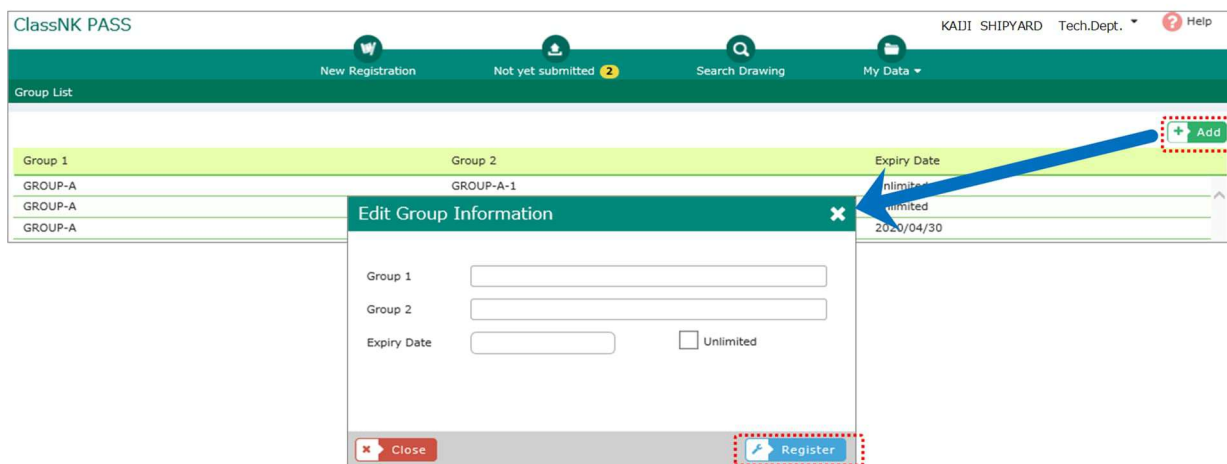 ClassNK PASS
KAIJI SHIPYARD Tech.Dept.
Help
New Registration
Not yet submitted 2
Search Drawing
My Data
Group List
Add
Group 1 Group 2 Expiry Date
GROUP-A GROUP-A-1 Unlimited
GROUP-A Unlimited
GROUP-A 2020/04/30
Edit Group Information
Group 1
Group 2
Expiry Date Unlimited
Close
Register